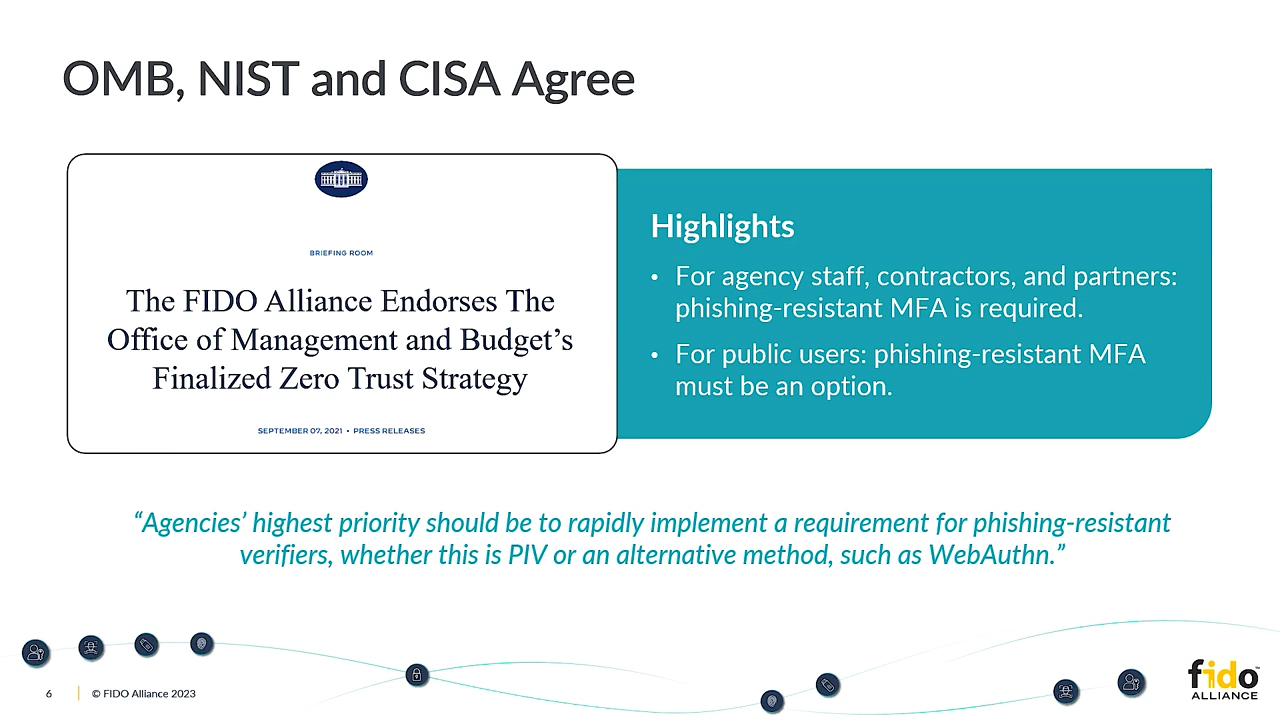 OMB, NIST and CISA Agree
BRIEFING ROOM
The FIDO Alliance Endorses The
Office of Management and Budget’s
Finalized Zero Trust Strategy
SEPTEMBER 07, 2021 • PRESS RELEASES
Highlights
• For agency staff, contractors, and partners:
phishing-resistant MFA is required.
• For public users: phishing-resistant MFA
must be an option.
“Agencies’ highest priority should be to rapidly implement a requirement for phishing-resistant
verifiers, whether this is PIV or an alternative method, such as WebAuthn.”
6
© FIDO Alliance 2023
fido™
ALLIANCE